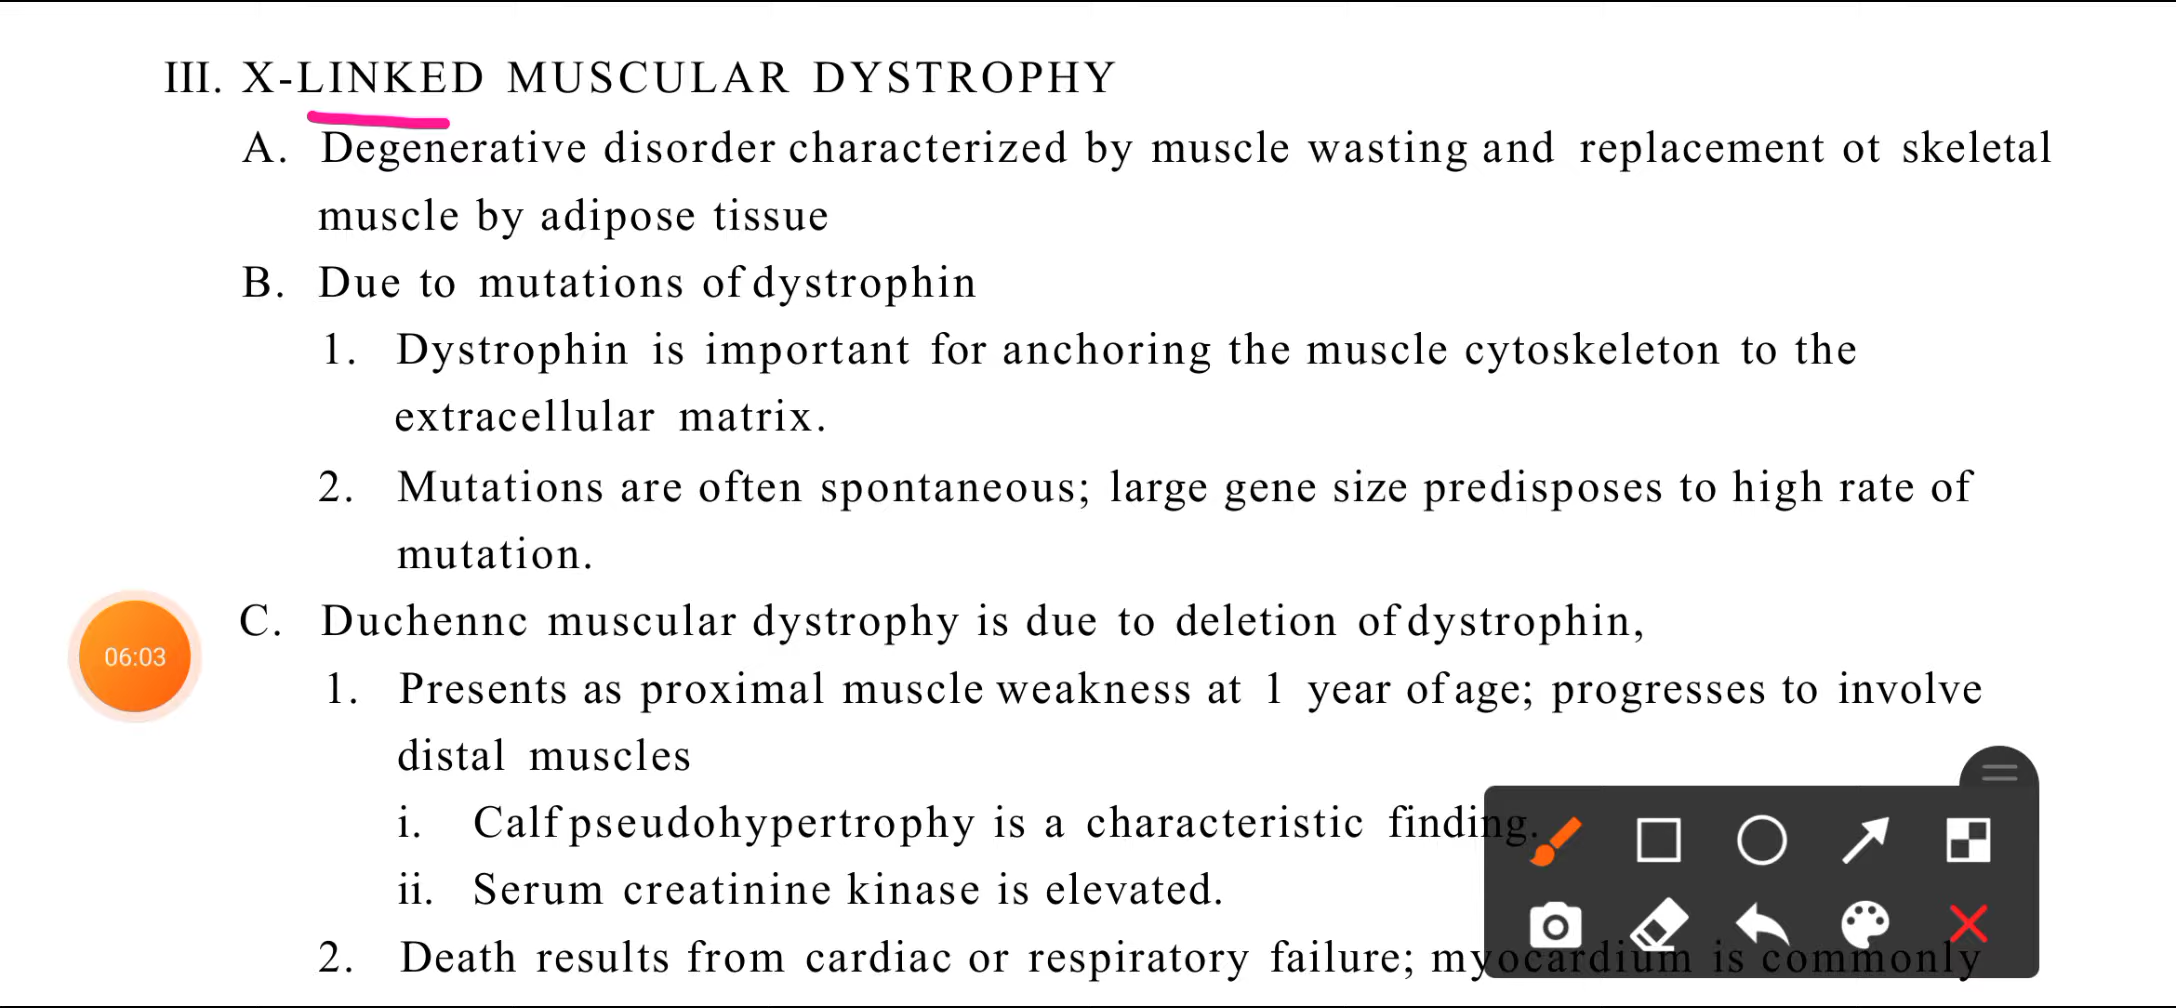 III. X-LINKED MUSCULAR DYSTROPHY
A. Degenerative disorder characterized by muscle wasting and replacement ot skeletal
muscle by adipose tissue
B. Due to mutations of dystrophin
1. Dystrophin is important for anchoring the muscle cytoskeleton to the
extracellular matrix.
2. Mutations are often spontaneous; large gene size predisposes to high rate of
mutation.
C. Duchennc muscular dystrophy is due to deletion of dystrophin,
06:03
1. Presents as proximal muscle weakness at 1 year of age; progresses to involve
distal muscles
i. Calf pseudohypertrophy is a characteristic finding.
ii. Serum creatinine kinase is elevated.
2. Death results from cardiac or respiratory failure; myocardium is commonly